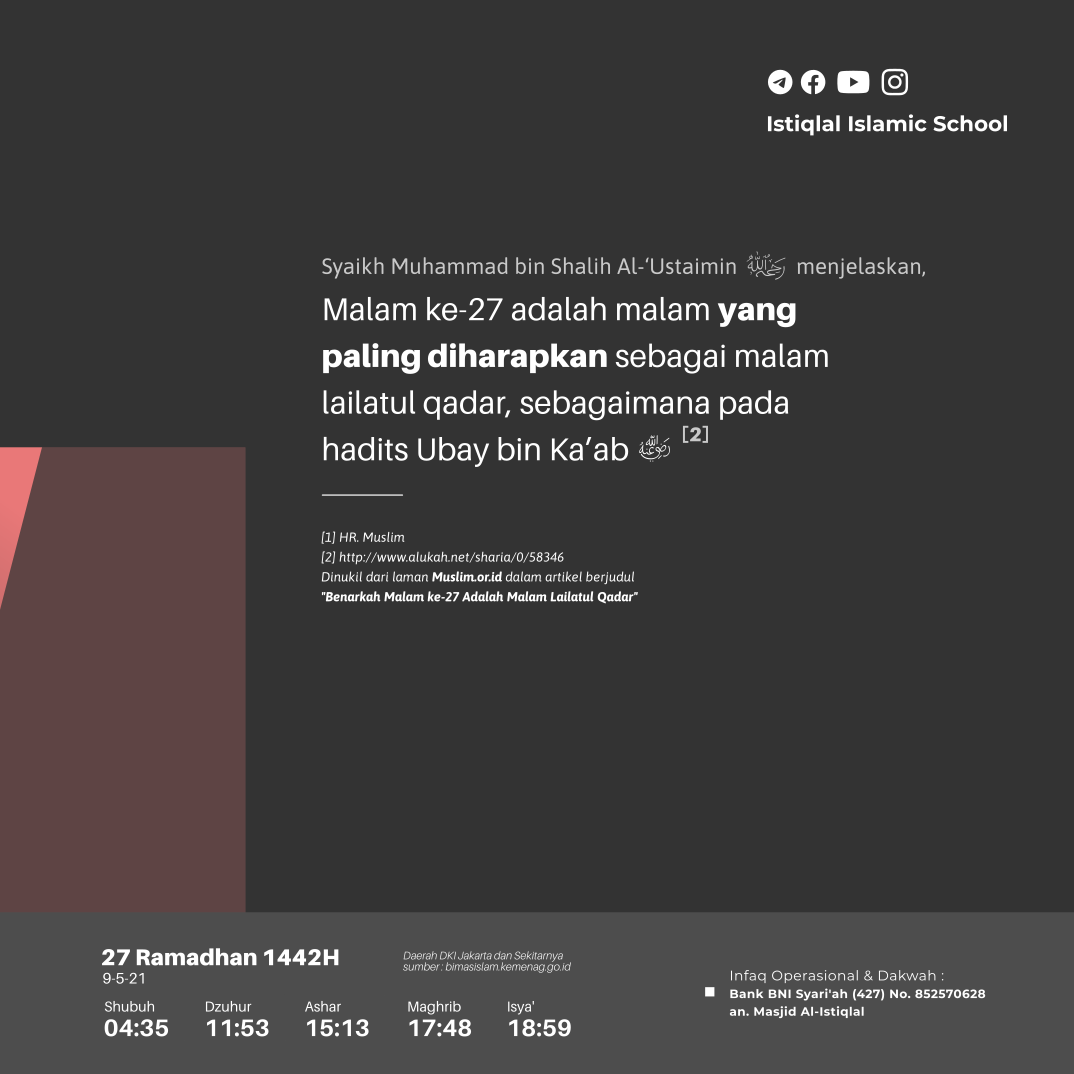 Istiqlal Islamic School
Syaikh Muhammad bin Shalih Al-‘Ustaimin رحمه الله menjelaskan,
Malam ke-27 adalah malam yang
paling diharapkan sebagai malam
lailatul qadar, sebagaimana pada
hadits Ubay bin Ka’ab رضي الله عنه [2]
[1] HR. Muslim
[2] http://www.alukah.net/sharia/0/58346
Dinukil dari laman Muslim.or.id dalam artikel berjudul
"Benarkah Malam ke-27 Adalah Malam Lailatul Qadar"
27 Ramadhan 1442H
9-5-21
Daerah DKI Jakarta dan Sekitarnya
sumber : bimasislam.kemenag.go.id
Shubuh Dzuhur Ashar Maghrib Isya'
04:35 11:53 15:13 17:48 18:59
Infaq Operasional & Dakwah :
Bank BNI Syari'ah (427) No. 852570628
an. Masjid Al-Istiqlal